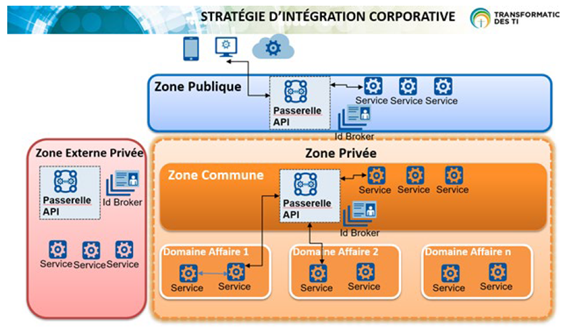 STRATÉGIE D'INTÉGRATION CORPORATIVE
TRANSFORMATIC
DES TI
Zone Publique
Passerelle
API
Id Broker
Service
Service
Service
Zone Externe Privée
Passerelle
API
Id Broker
Service
Service
Service
Zone Privée
Zone Commune
Passerelle
API
Id Broker
Service
Service
Service
Domaine Affaire 1
Service
Service
Domaine Affaire 2
Service
Service
Domaine Affaire n
Service
Service